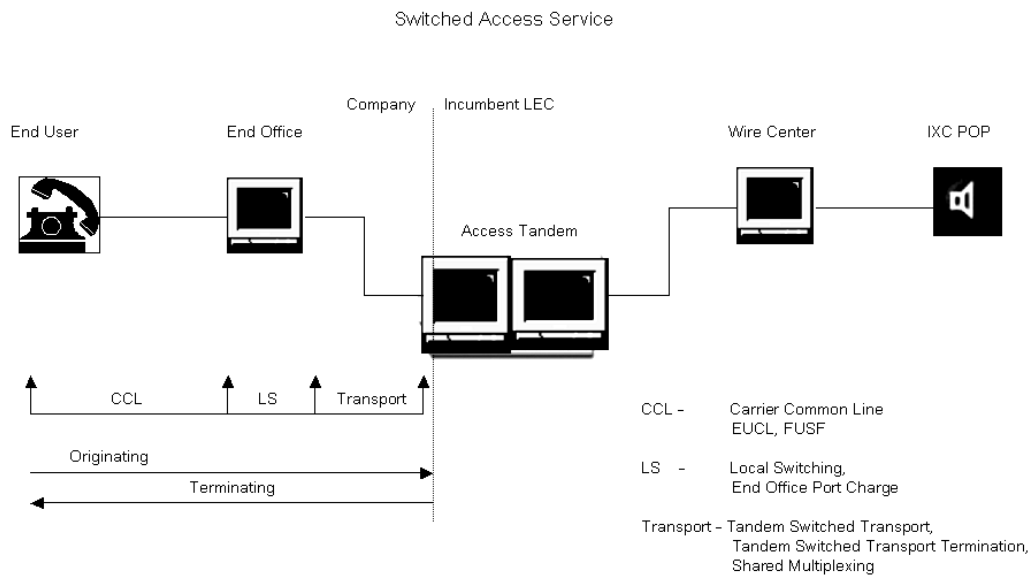 Switched Access Service
Company
Incumbent LEC
End User
End Office
Wire Center
IXC POP
Access Tandem
CCL
LS
Transport
Originating
Terminating
CCL - Carrier Common Line
EUCL, FUSF
LS - Local Switching,
End Office Port Charge
Transport - Tandem Switched Transport,
Tandem Switched Transport Termination,
Shared Multiplexing